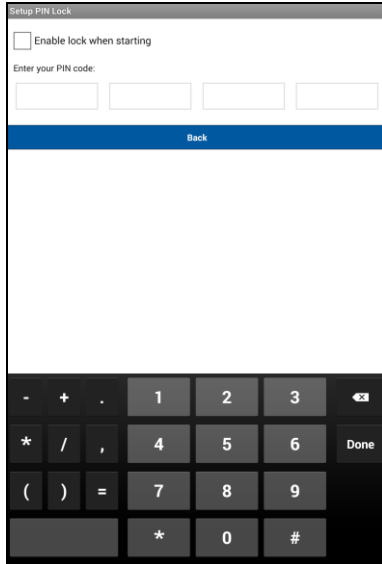 Setup PIN Lock
Enable lock when starting
Enter your PIN code:
Back
- + . 1 2 3
* / , 4 5 6 Done
( ) = 7 8 9
* 0 #